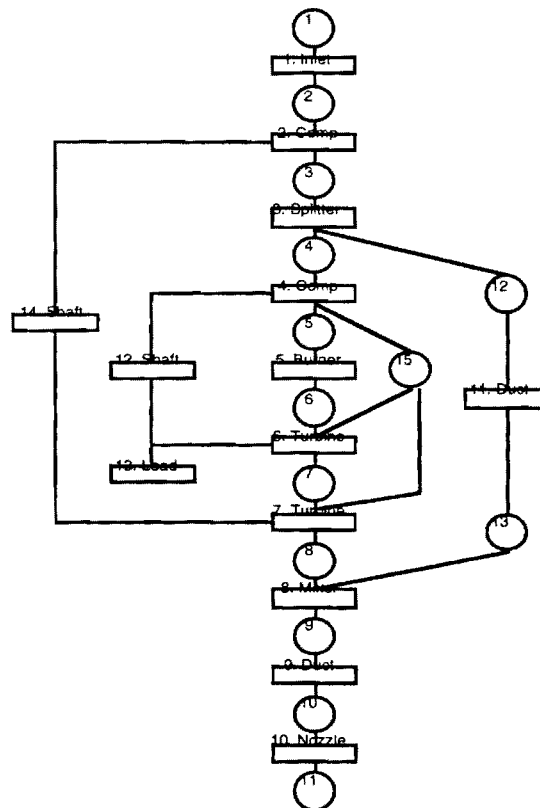 1
1. Inlet
2
2. Comp
3
3. Splitter
4
12
4. Comp
14. Shaft
5
12. Shaft
5. Burner
15
11. Duct
6
6. Turbine
13. Load
7
7. Turbine
13
8
8. Mixer
9
9. Duct
10
10. Nozzle
11